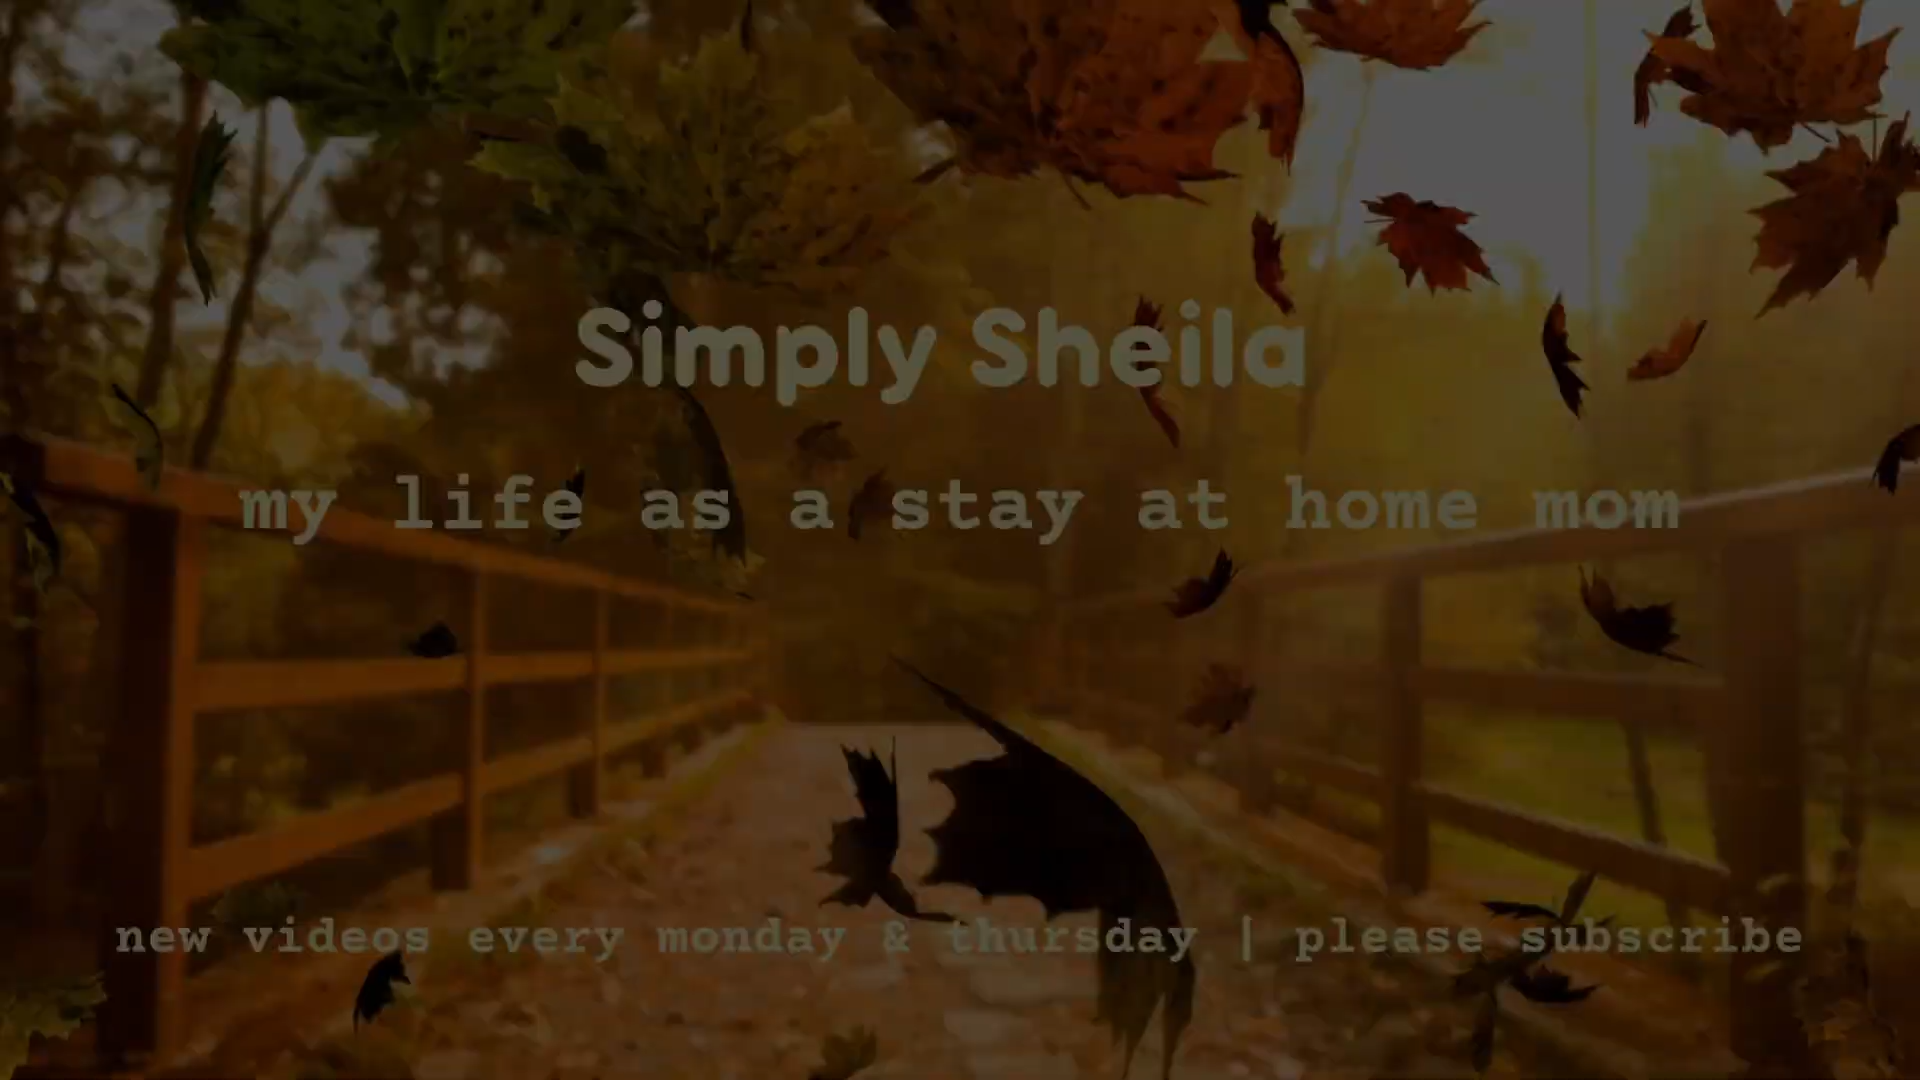 Simply Sheila
my life as a stay at home mom
new videos every monday & thursday | please subscribe